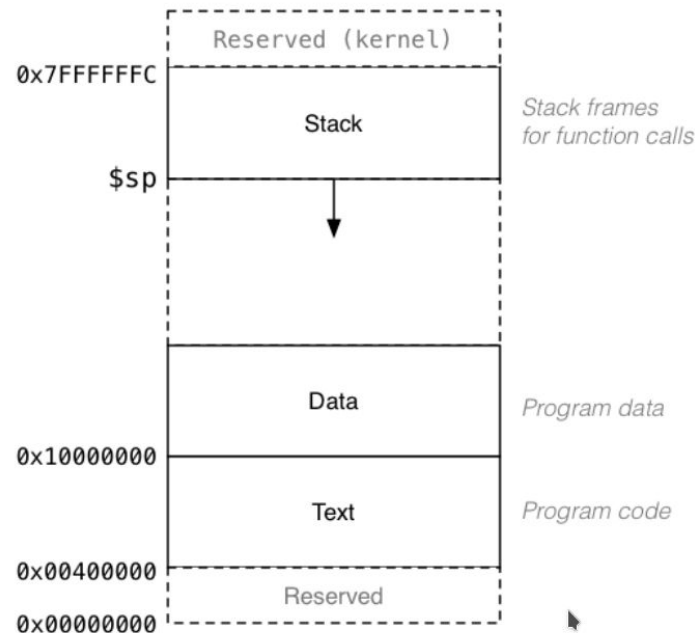 Reserved (kernel)
0x7FFFFFFC
Stack
Stack frames
for function calls
$sp
Data
Program data
0x10000000
Text
Program code
0x00400000
Reserved
0x00000000